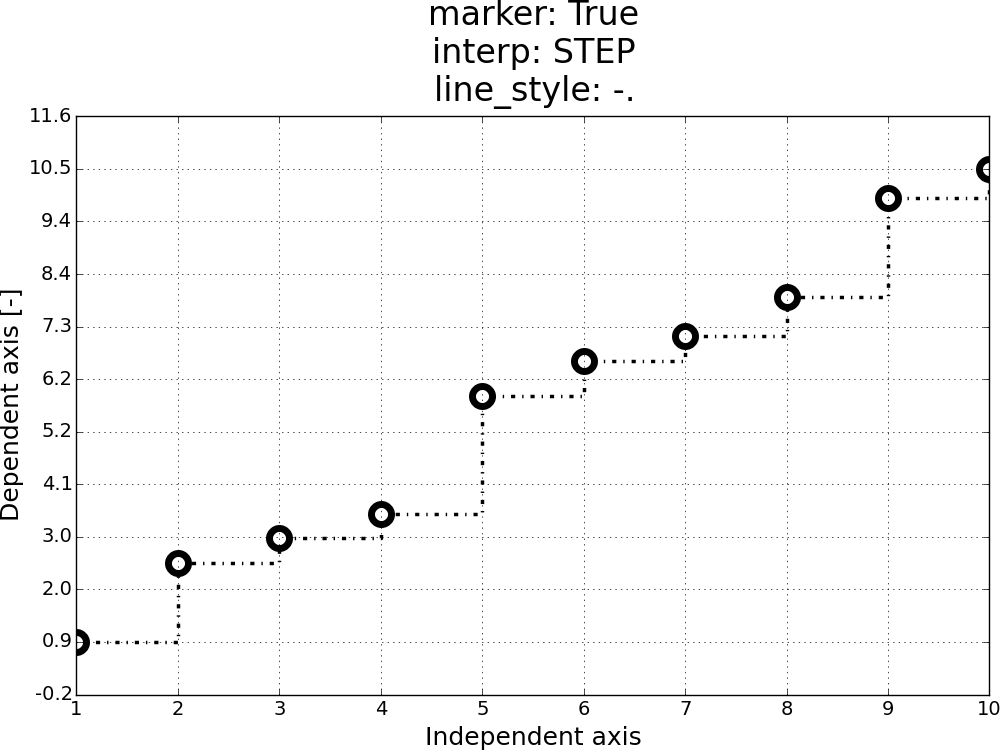 marker: True
interp: STEP
line_style: -.
11.6
10.5
9.4
8.4
7.3
6.2
5.2
4.1
3.0
2.0
0.9
-0.2
Dependent axis [-]
1 2 3 4 5 6 7 8 9 10
Independent axis